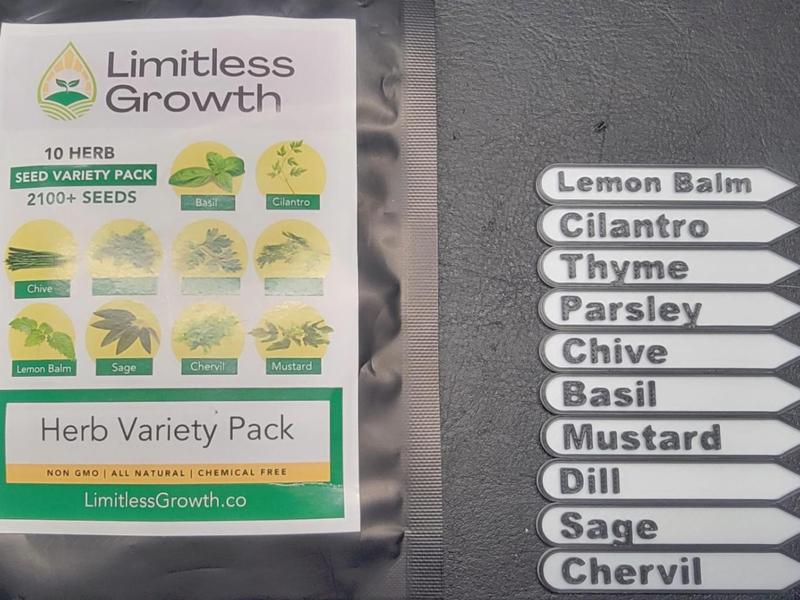 Limitless
Growth
10 HERB
SEED VARIETY PACK
2100+ SEEDS
Basil
Cilantro
Chive
Lemon Balm
Sage
Chervil
Mustard
Herb Variety Pack
NON GMO | ALL NATURAL | CHEMICAL FREE
LimitlessGrowth.co
Lemon Balm
Cilantro
Thyme
Parsley
Chive
Basil
Mustard
Dill
Sage
Chervil